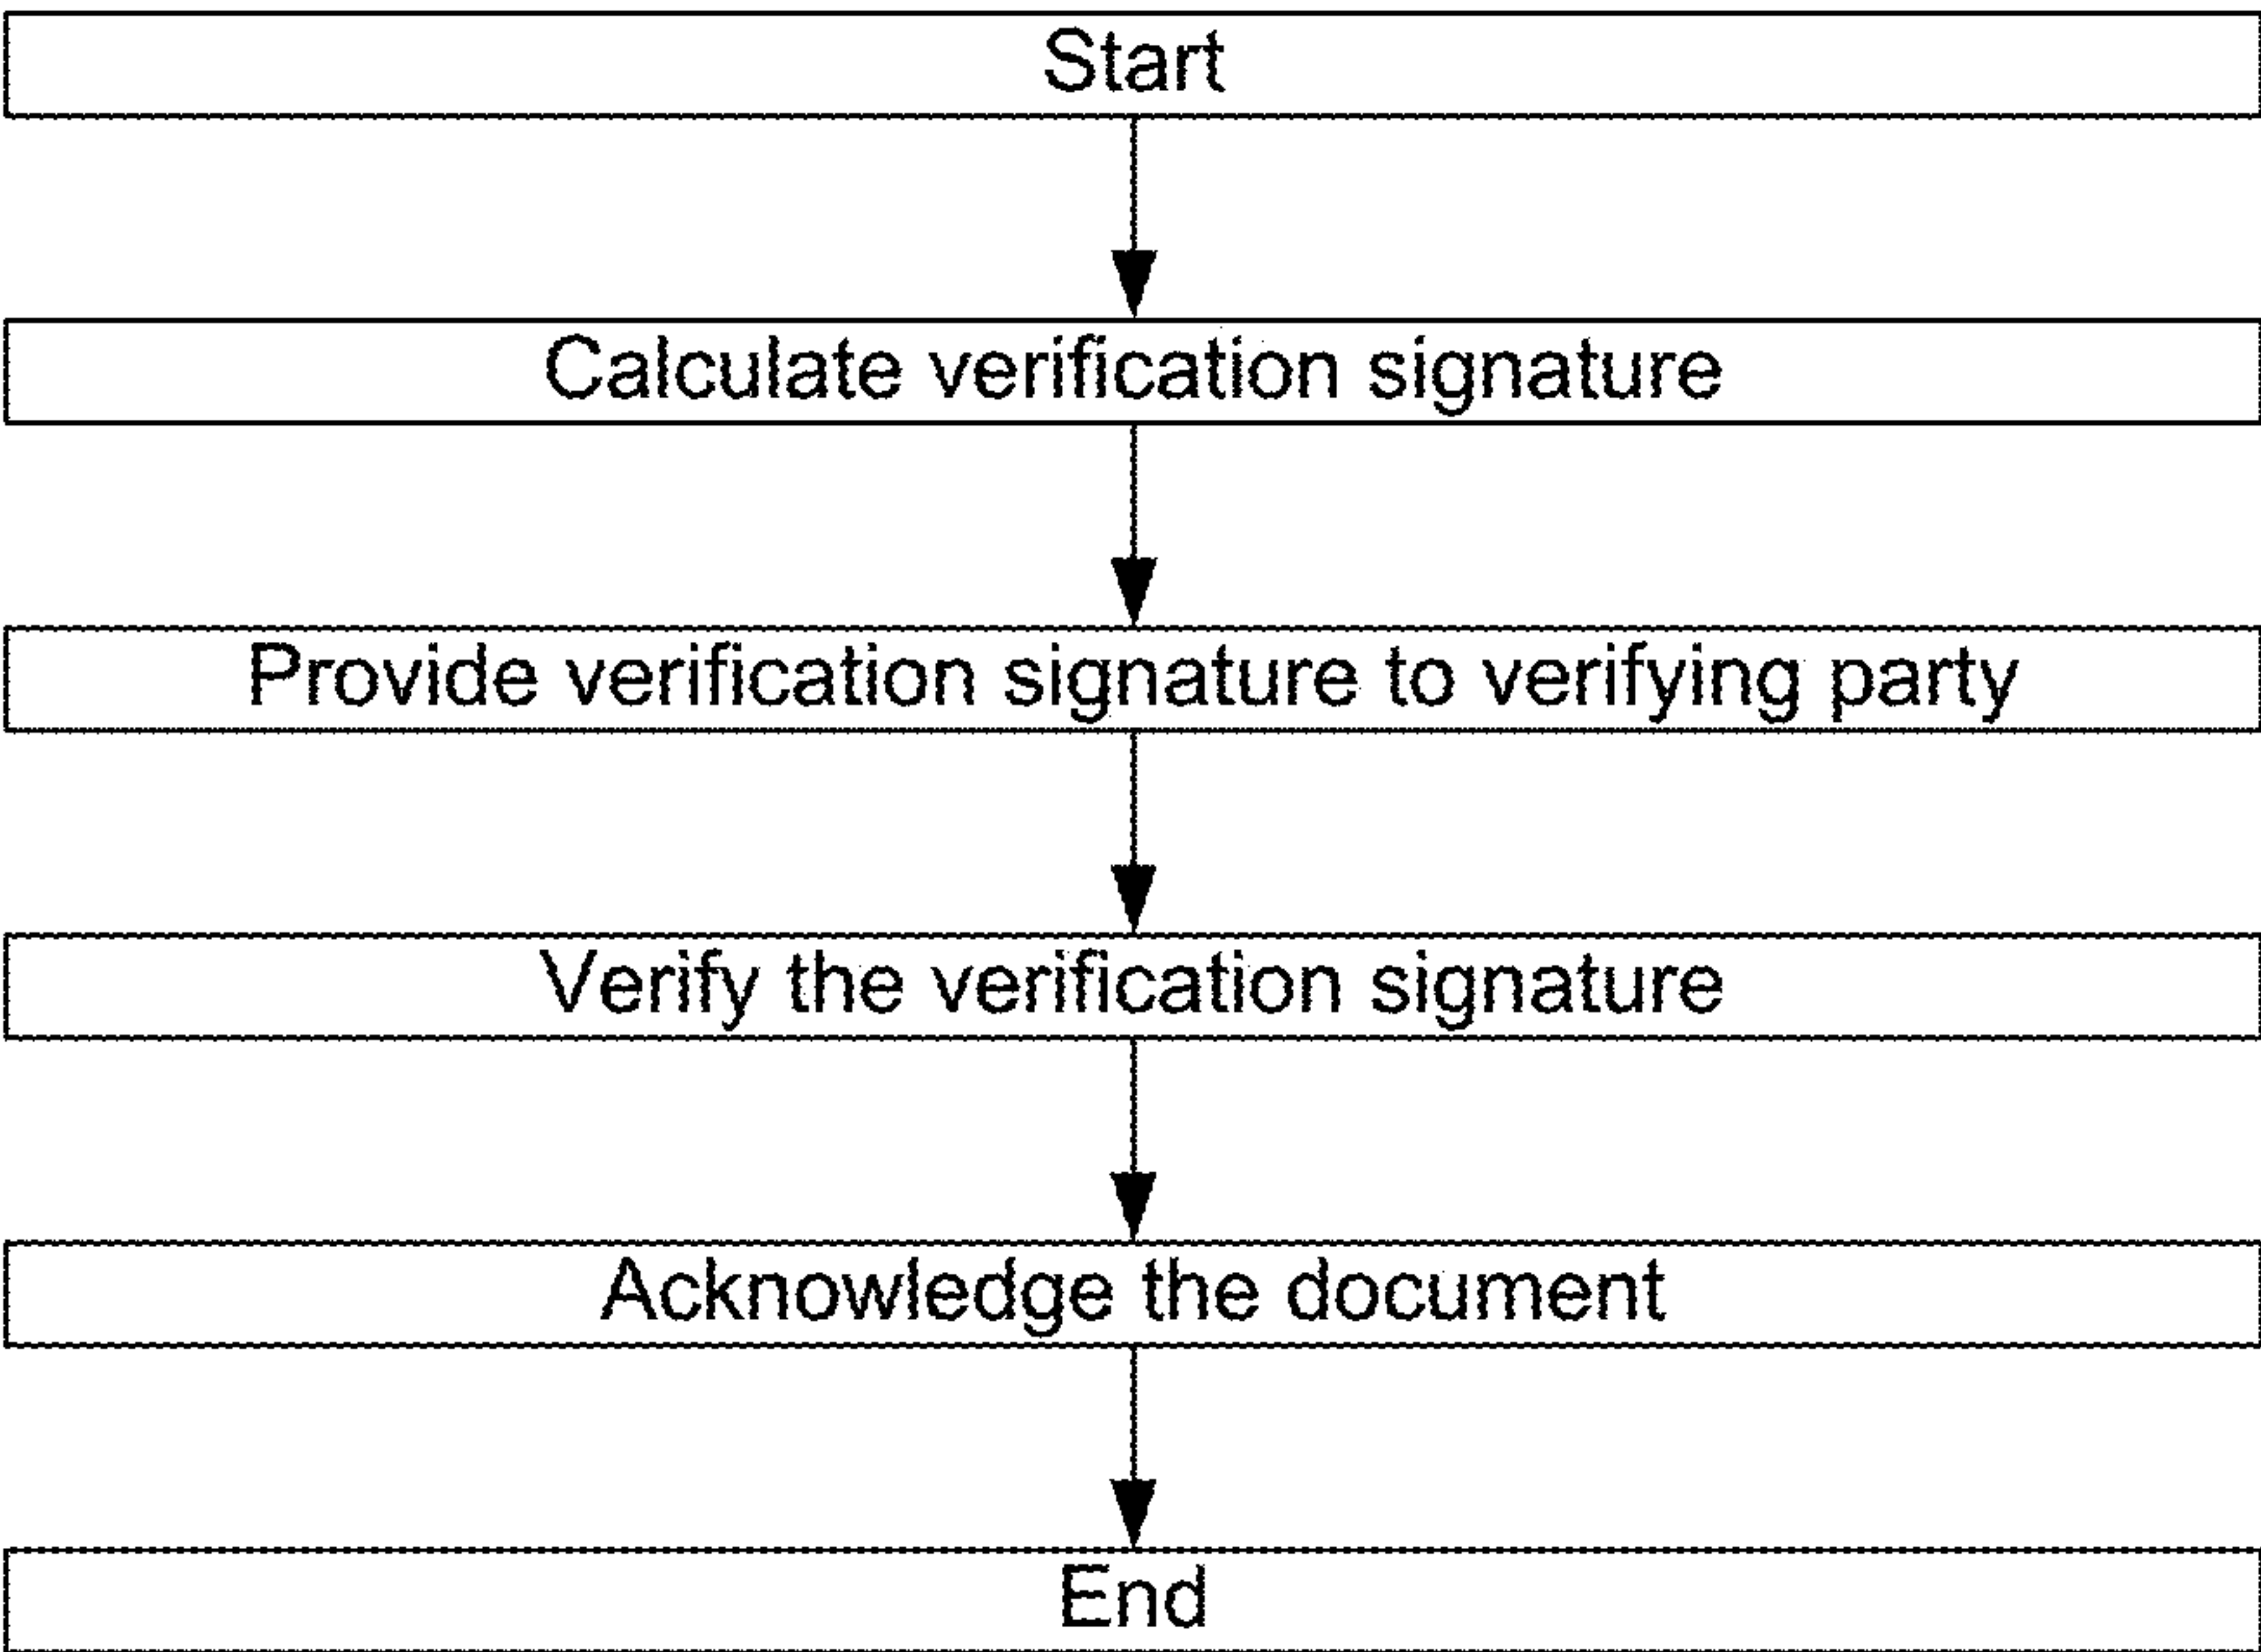 Start
Calculate verification signature
Provide verification signature to verifying party
Verify the verification signature
Acknowledge the document
End